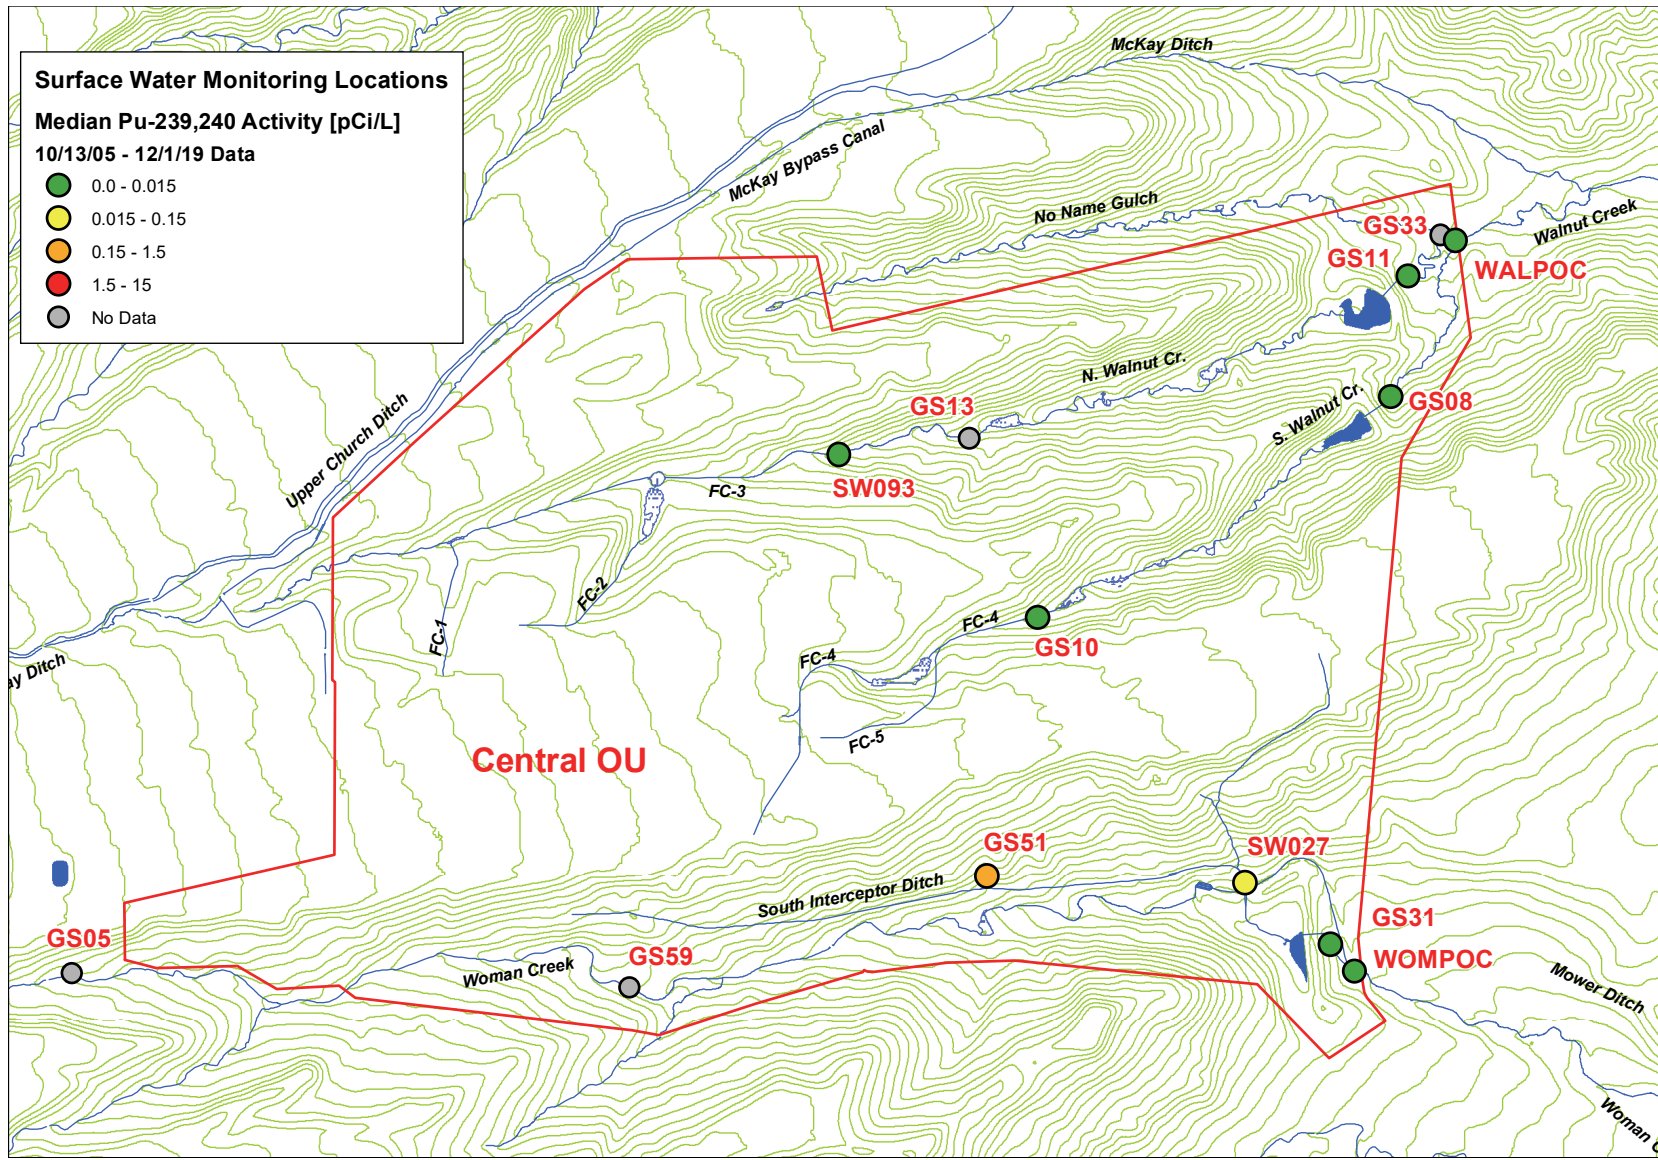 Surface Water Monitoring Locations
Median Pu-239,240 Activity [pCi/L]
10/13/05 - 12/1/19 Data
0.0 - 0.015
0.015 - 0.15
0.15 - 1.5
1.5 - 15
No Data
McKay Ditch
McKay Bypass Canal
No Name Gulch
GS33
Walnut Creek
GS11
WALPOC
N. Walnut Cr.
Upper Church Ditch
GS13
GS08
S. Walnut Cr.
SW093
FC-3
FC-2
FC-1
FC-4
GS10
FC-4
ay Ditch
FC-5
Central OU
GS51
SW027
South Interceptor Ditch
GS31
GS05
GS59
WOMPOC
Woman Creek
Mower Ditch
Woman C